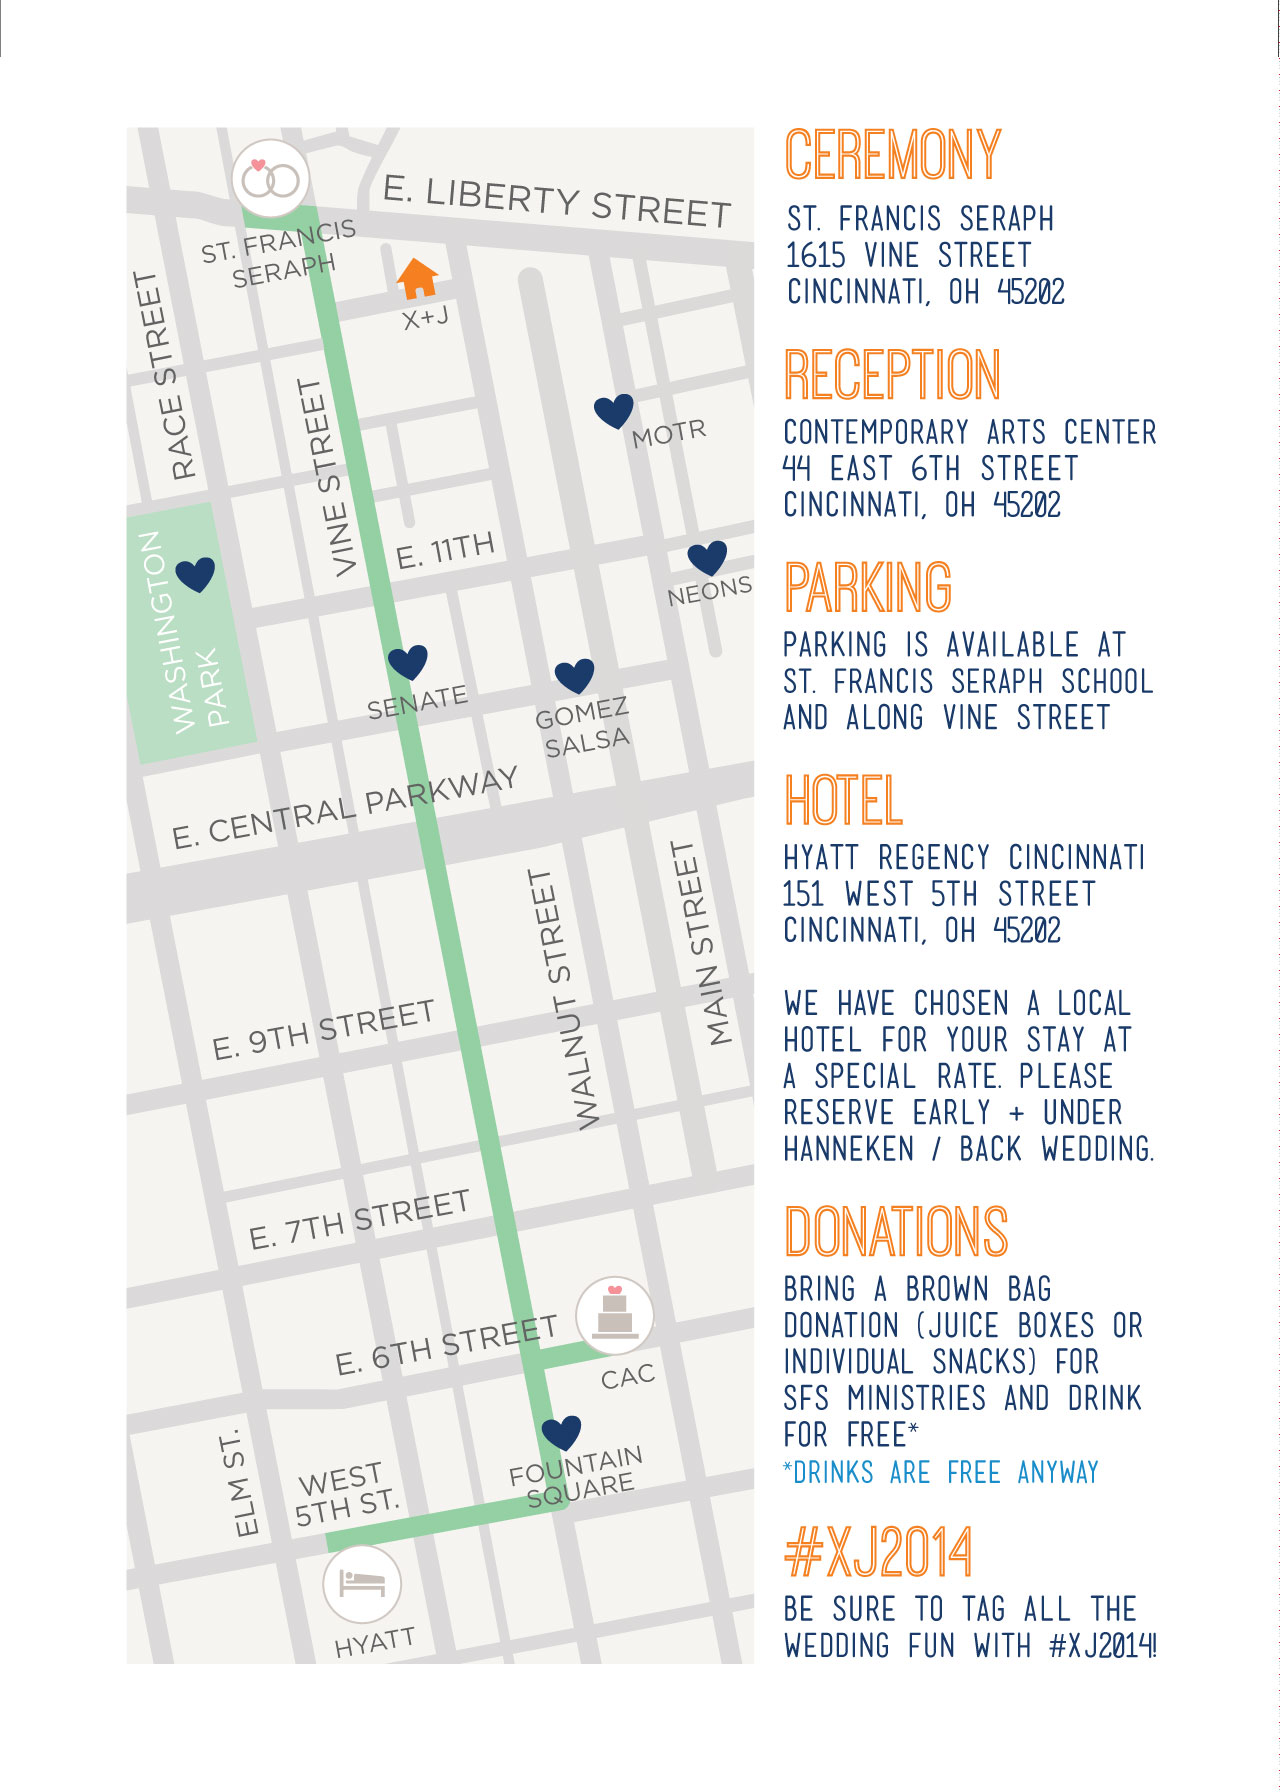 E. LIBERTY STREET
ST. FRANCIS
SERAPH
X+J
RACE STREET
VINE STREET
MOTR
E. 11TH
NEONS
WASHINGTON
PARK
SENATE
GOMEZ
SALSA
E. CENTRAL PARKWAY
WALNUT STREET
MAIN STREET
E. 9TH STREET
E. 7TH STREET
E. 6TH STREET
CAC
ELM ST.
WEST
5TH ST.
FOUNTAIN
SQUARE
HYATT
CEREMONY
ST. FRANCIS SERAPH
1615 VINE STREET
CINCINNATI, OH 45202
RECEPTION
CONTEMPORARY ARTS CENTER
44 EAST 6TH STREET
CINCINNATI, OH 45202
PARKING
PARKING IS AVAILABLE AT
ST. FRANCIS SERAPH SCHOOL
AND ALONG VINE STREET
HOTEL
HYATT REGENCY CINCINNATI
151 WEST 5TH STREET
CINCINNATI, OH 45202
WE HAVE CHOSEN A LOCAL
HOTEL FOR YOUR STAY AT
A SPECIAL RATE. PLEASE
RESERVE EARLY + UNDER
HANNEKEN / BACK WEDDING.
DONATIONS
BRING A BROWN BAG
DONATION (JUICE BOXES OR
INDIVIDUAL SNACKS) FOR
SFS MINISTRIES AND DRINK
FOR FREE*
*DRINKS ARE FREE ANYWAY
#XJ2014
BE SURE TO TAG ALL THE
WEDDING FUN WITH #XJ2014!